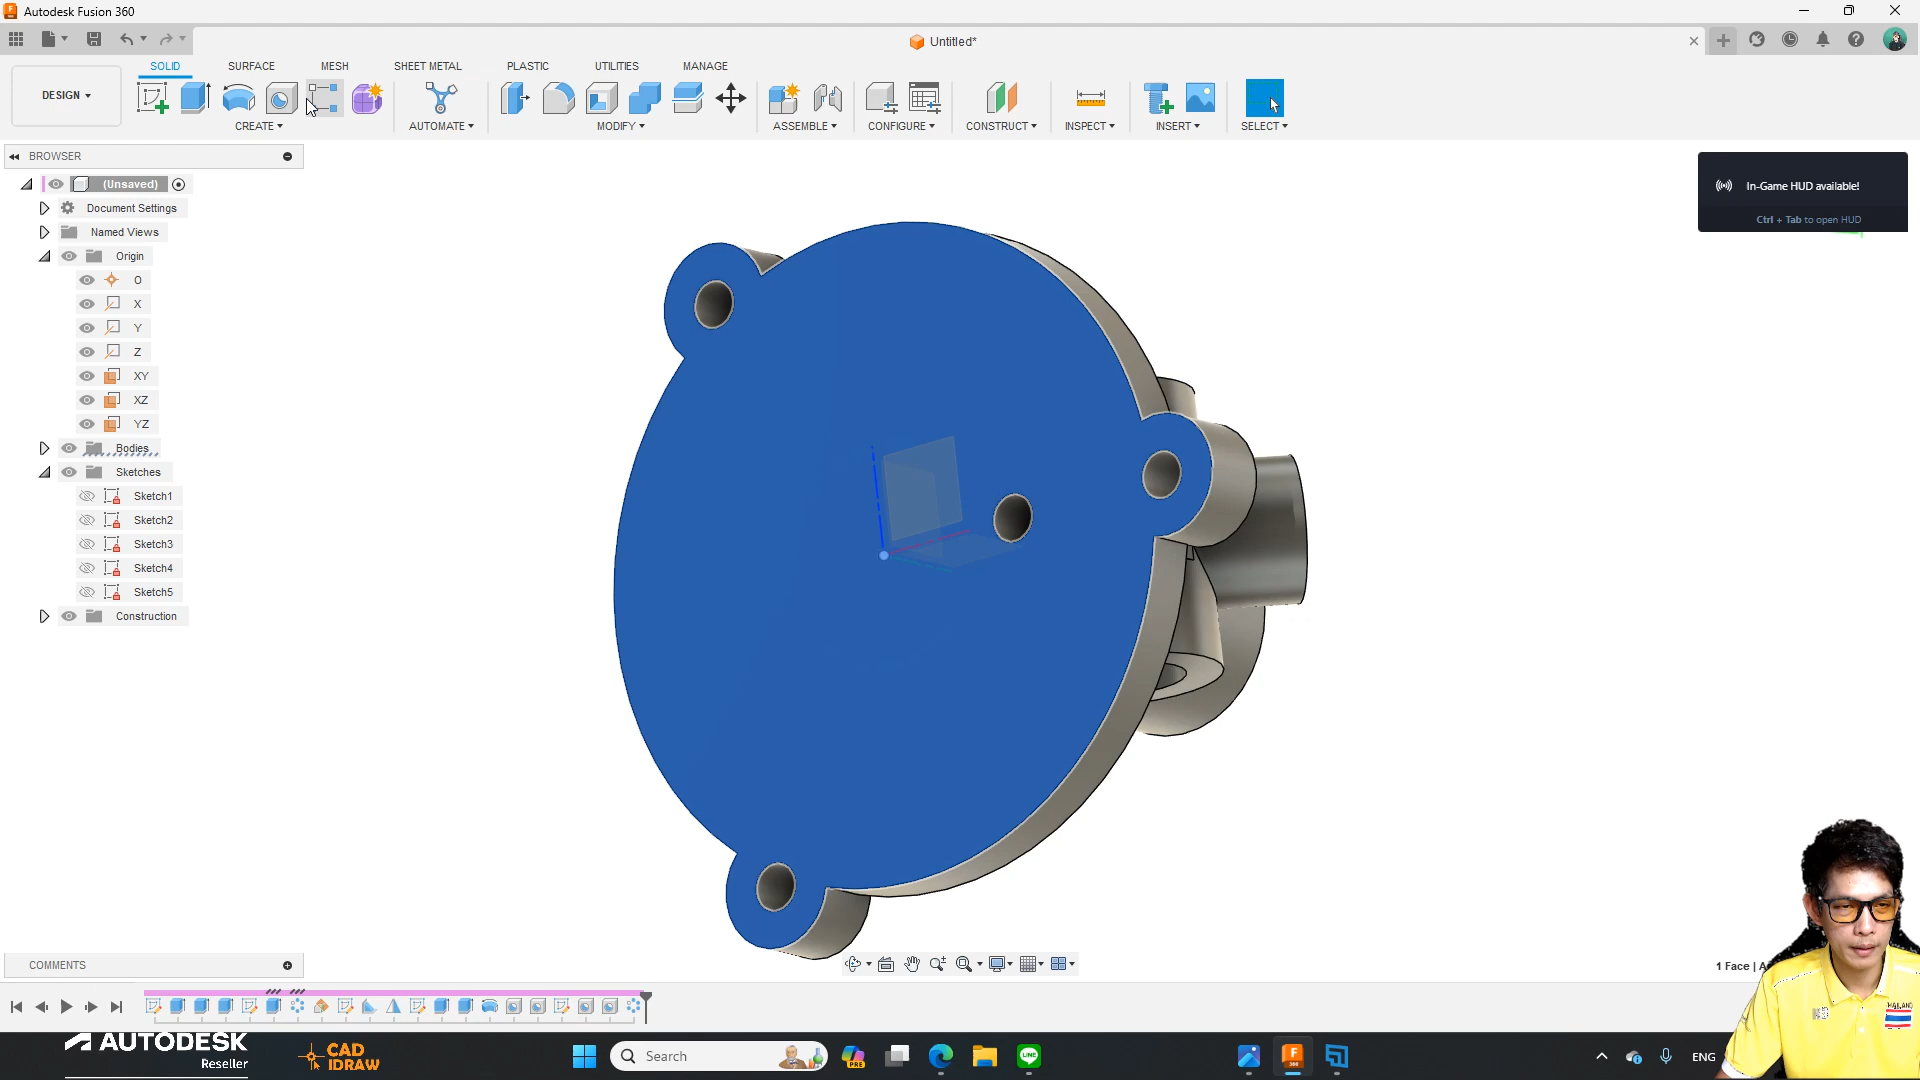 Autodesk Fusion 360
Untitled*
DESIGN
SOLID
SURFACE
MESH
SHEET METAL
PLASTIC
UTILITIES
MANAGE
CREATE
AUTOMATE
MODIFY
ASSEMBLE
CONFIGURE
CONSTRUCT
INSPECT
INSERT
SELECT
BROWSER
(Unsaved)
Document Settings
Named Views
Origin
O
X
Y
Z
XY
XZ
YZ
Bodies
Sketches
Sketch1
Sketch2
Sketch3
Sketch4
Sketch5
Construction
In-Game HUD available!
Ctrl + Tab to open HUD
COMMENTS
1 Face |
AUTODESK
Reseller
CAD
IDRAW
Search
PRE
LINE
F
360
ENG